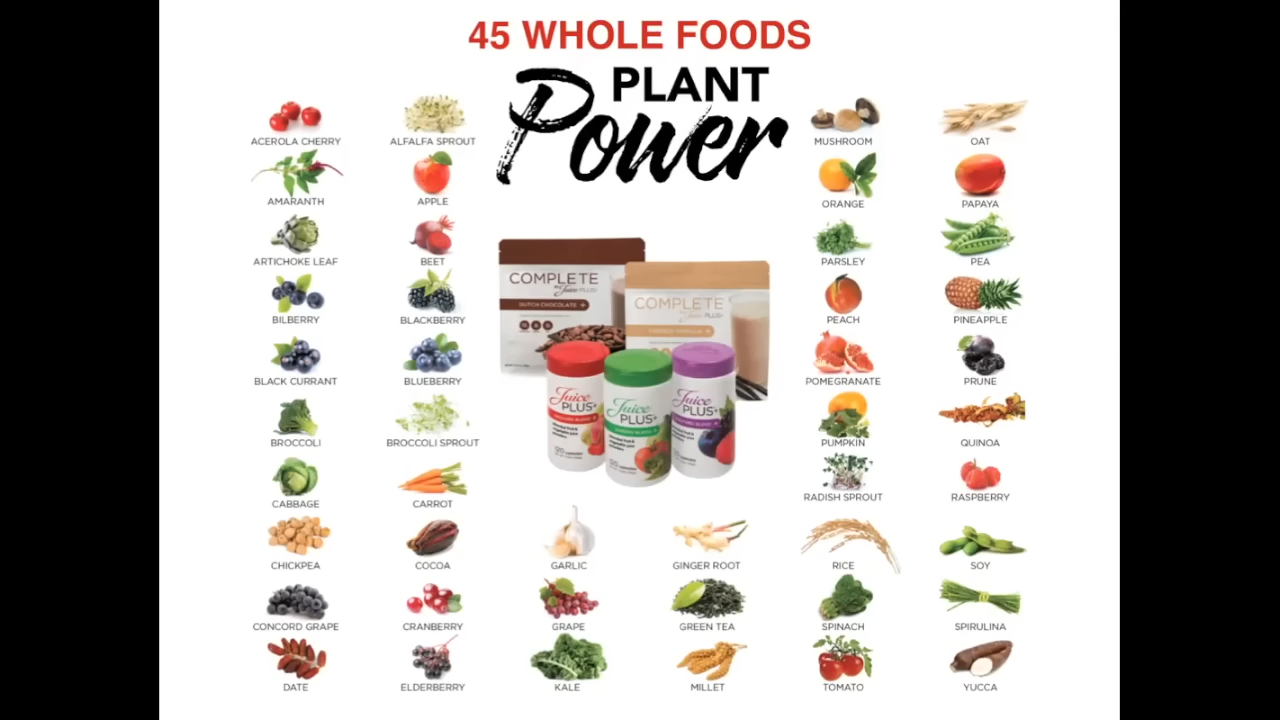 45 WHOLE FOODS
PLANT
Power
ACEROLA CHERRY
ALFALFA SPROUT
MUSHROOM
OAT
AMARANTH
APPLE
ORANGE
PAPAYA
ARTICHOKE LEAF
BEET
PARSLEY
PEA
BILBERRY
BLACKBERRY
PEACH
PINEAPPLE
BLACK CURRANT
BLUEBERRY
POMEGRANATE
PRUNE
BROCCOLI
BROCCOLI SPROUT
PUMPKIN
QUINOA
CABBAGE
CARROT
RADISH SPROUT
RASPBERRY
COMPLETE
BY Juice PLUS+
DUTCH CHOCOLATE
COMPLETE
Juice PLUS+
Juice
PLUS+
Juice
PLUS+
Juice
PLUS+
CHICKPEA
COCOA
GARLIC
GINGER ROOT
RICE
SOY
CONCORD GRAPE
CRANBERRY
GRAPE
GREEN TEA
SPINACH
SPIRULINA
DATE
ELDERBERRY
KALE
MILLET
TOMATO
YUCCA